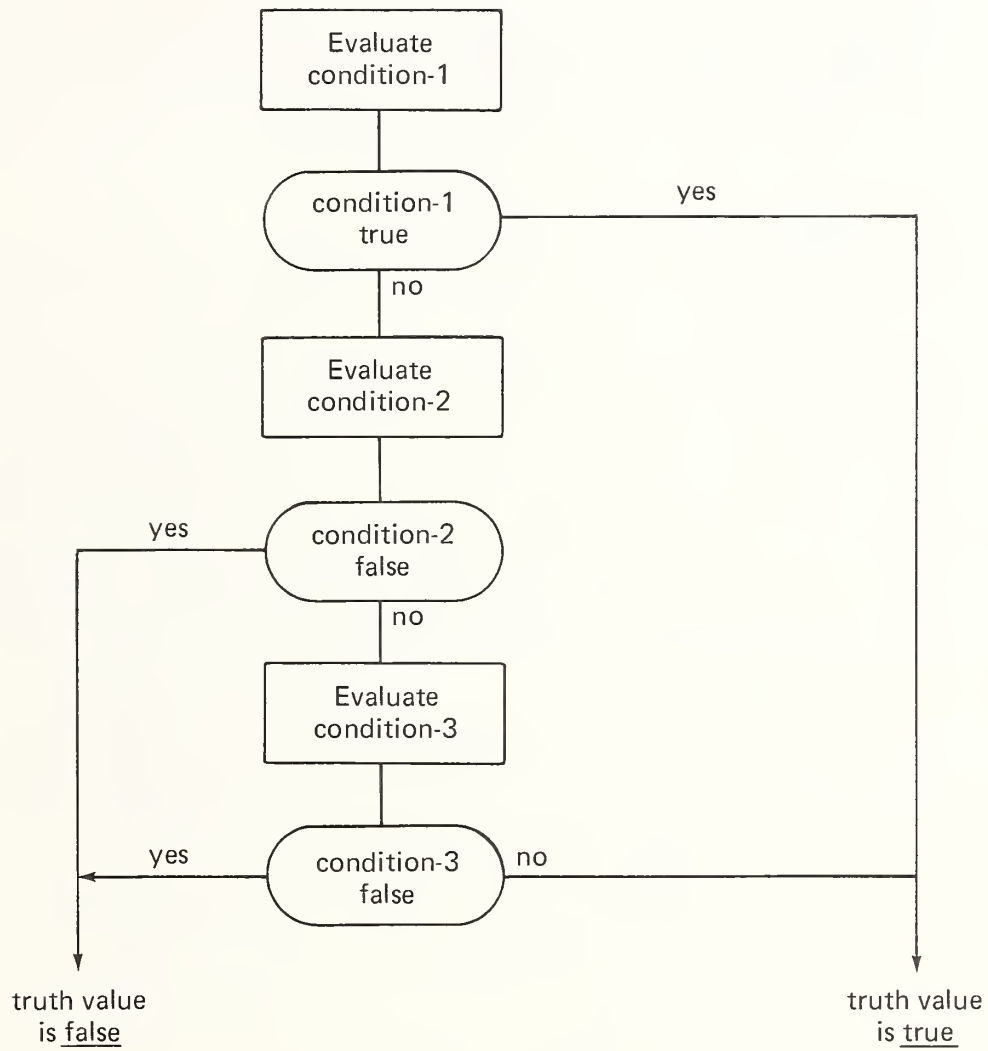 Evaluate
condition-1
condition-1
true
yes
no
Evaluate
condition-2
yes
condition-2
false
no
Evaluate
condition-3
yes
condition-3
false
no
truth value
is false
truth value
is true